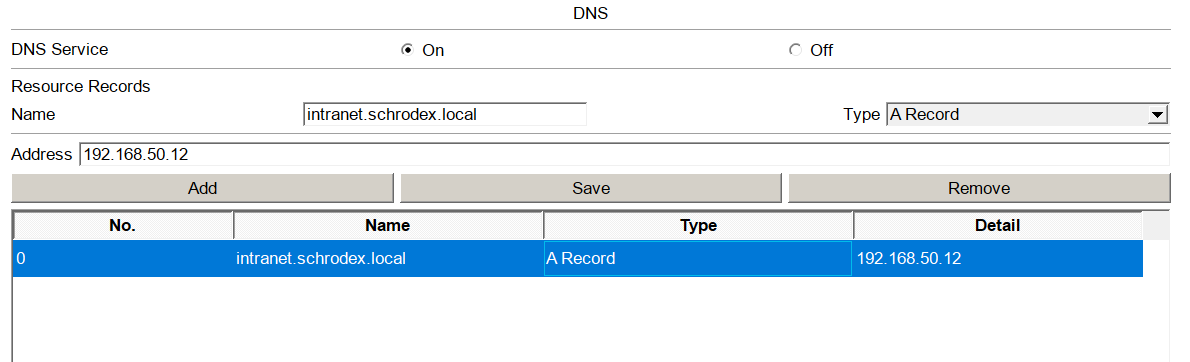 DNS
DNS Service On Off
Resource Records
Name intranet.schrodex.local Type A Record
Address 192.168.50.12
Add Save Remove
No. Name Type Detail
0 intranet.schrodex.local A Record 192.168.50.12